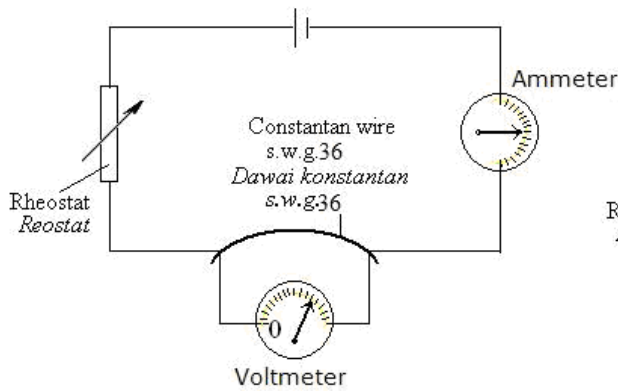 Ammeter
Constantan wire
s.w.g.36
Dawai konstantan
s.w.g.36
Rheostat
Reostat
R
0
Voltmeter